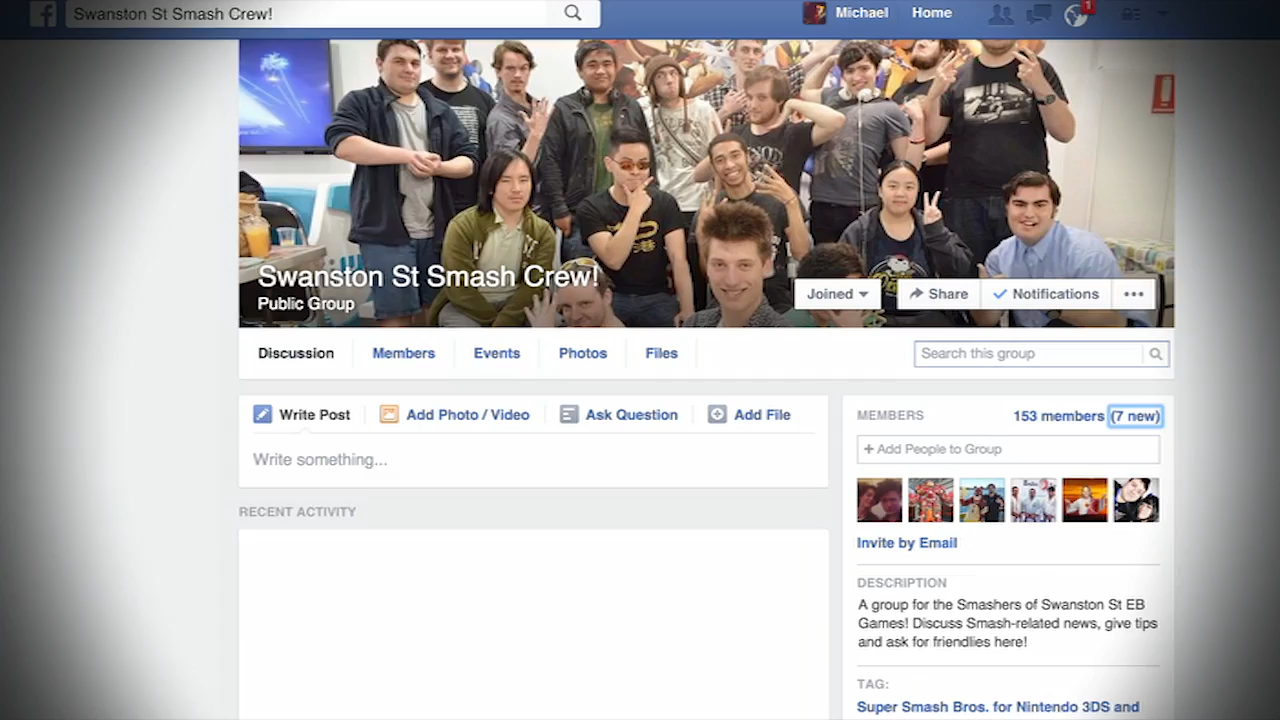 Swanston St Smash Crew!
Michael Home 1
Swanston St Smash Crew!
Public Group
Joined Share Notifications
Discussion Members Events Photos Files Search this group
Write Post Add Photo / Video Ask Question Add File
Write something...
RECENT ACTIVITY
MEMBERS 153 members (7 new)
+ Add People to Group
Invite by Email
DESCRIPTION
A group for the Smashers of Swanston St EB
Games! Discuss Smash-related news, give tips
and ask for friendlies here!
TAG:
Super Smash Bros. for Nintendo 3DS and